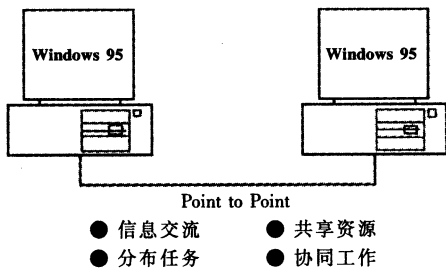 Windows 95 Windows 95
Point to Point
● 信息交流 ● 共享资源
● 分布任务 ● 协同工作